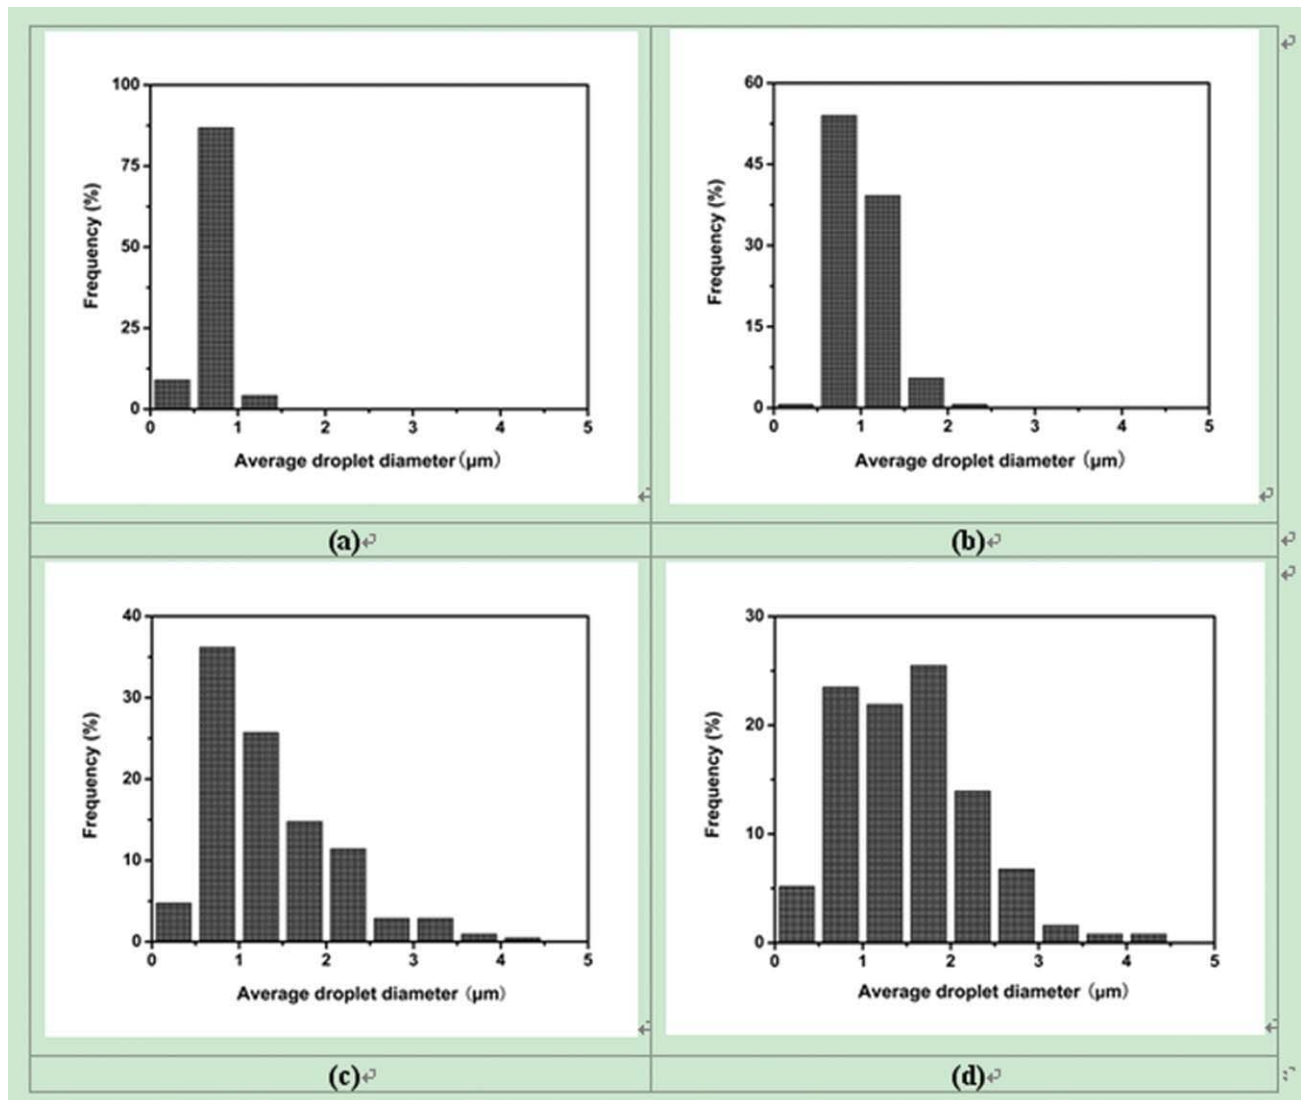 100
75
50
25
0
Frequency (%)
0 1 2 3 4 5
Average droplet diameter (μm)
60
45
30
15
0
Frequency (%)
0 1 2 3 4 5
Average droplet diameter (μm)
(a) (b)
40
30
20
10
0
Frequency (%)
0 1 2 3 4 5
Average droplet diameter (μm)
30
20
10
0
Frequency (%)
0 1 2 3 4 5
Average droplet diameter (μm)
(c) (d)